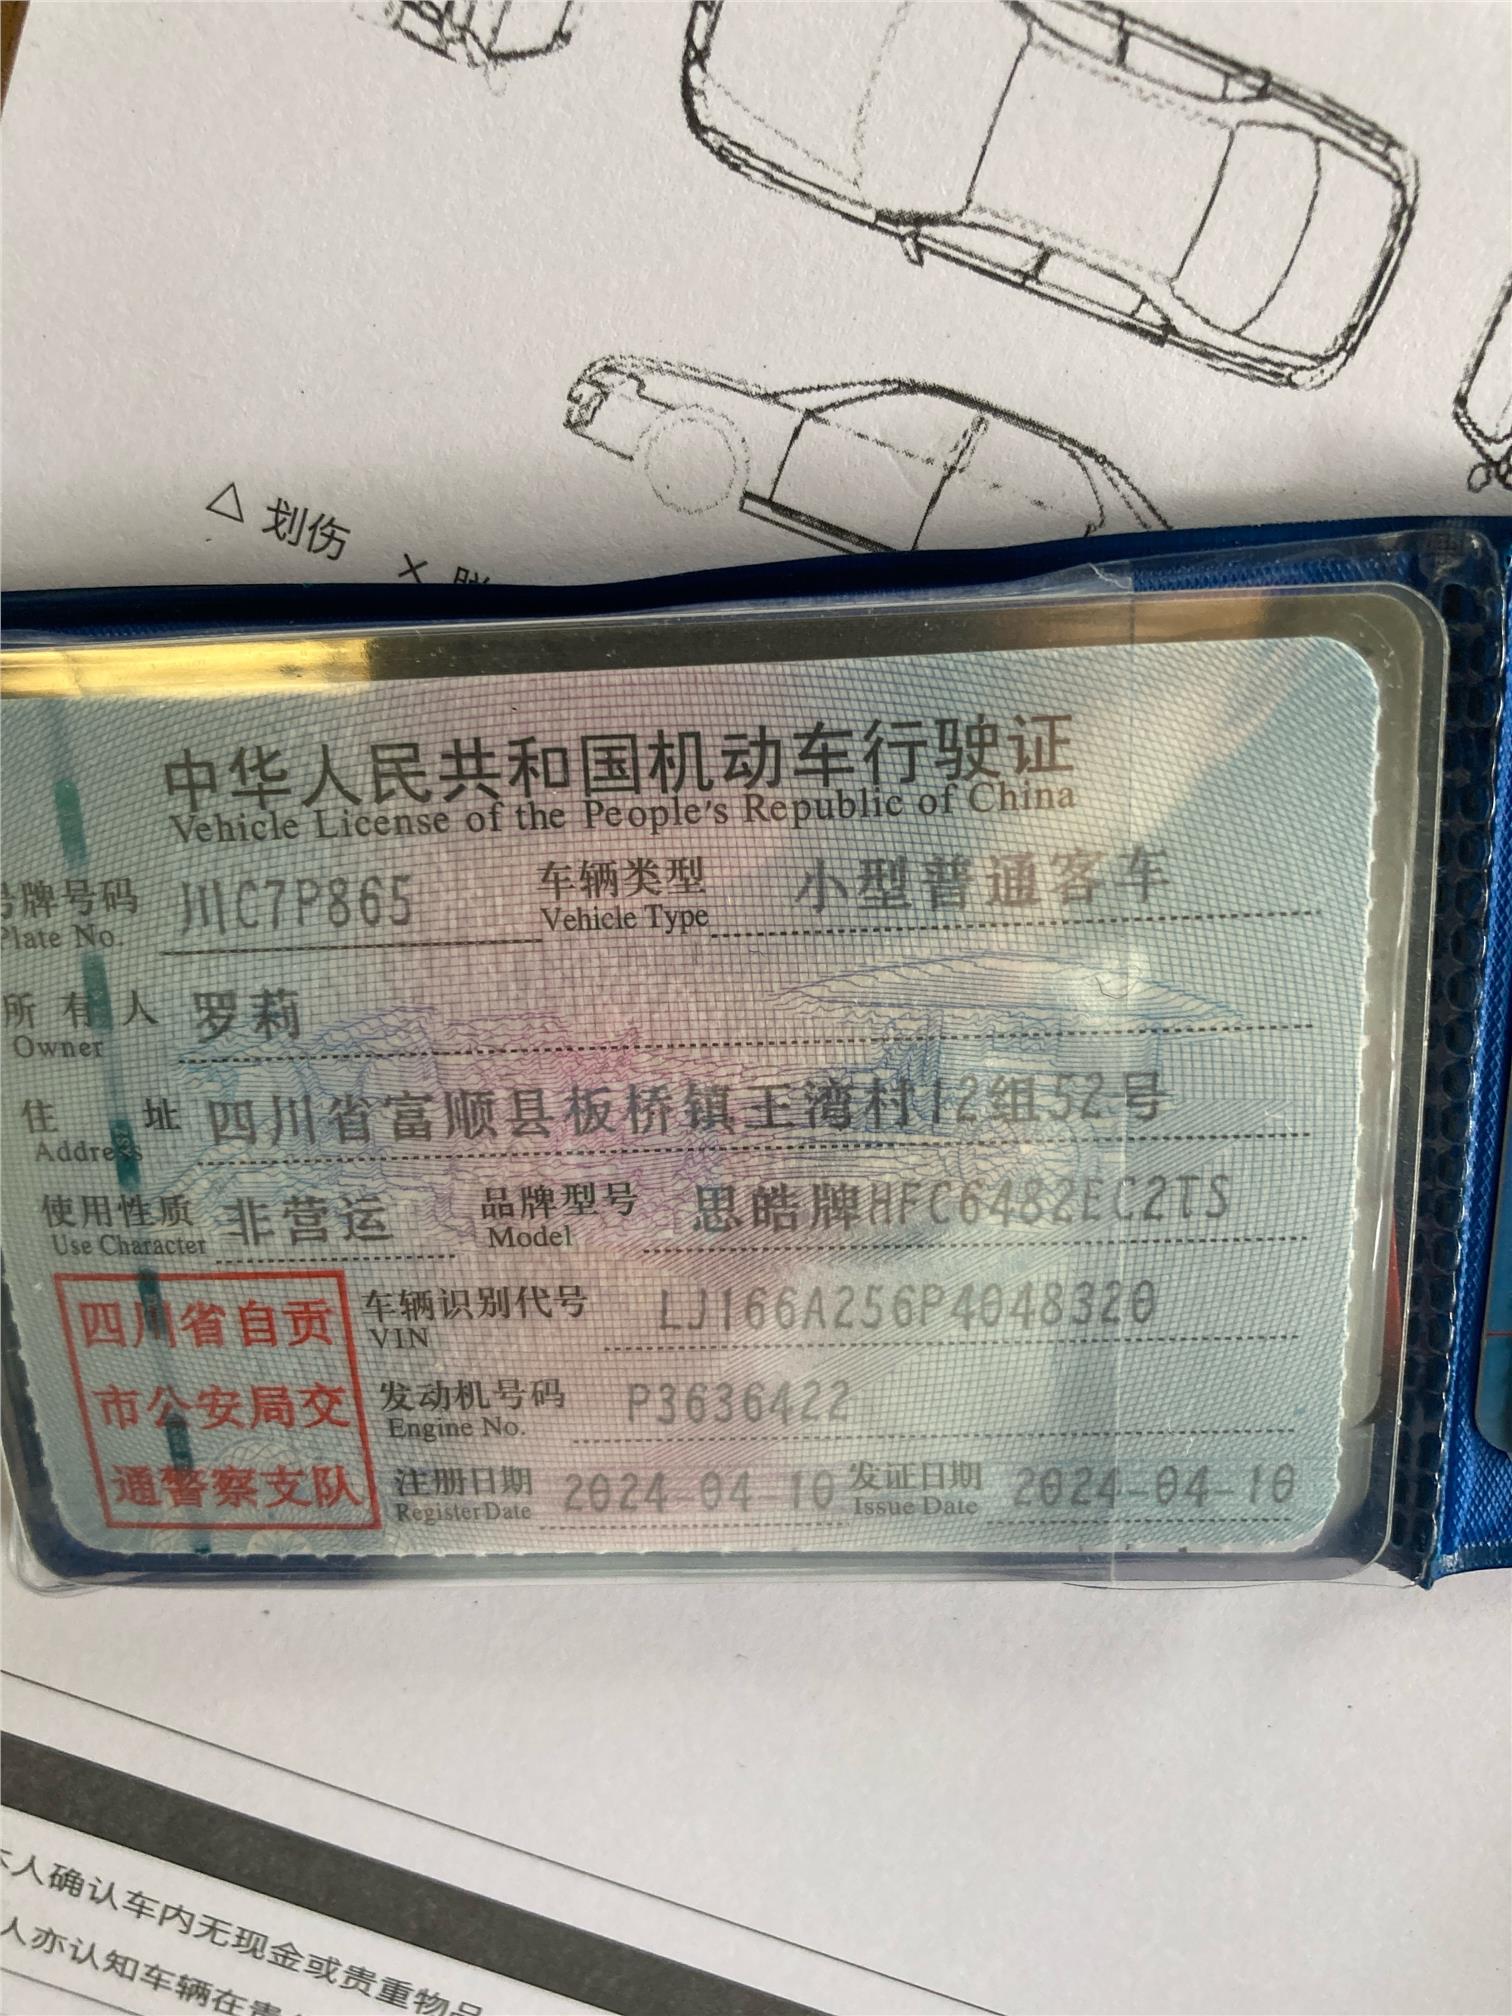 △ 划伤 ×
中华人民共和国机动车行驶证
Vehicle License of the People's Republic of China
号牌号码 川C7P865 车辆类型 小型普通客车
Plate No. Vehicle Type
所有人 罗莉
Owner
住址 四川省富顺县板桥镇王湾村12组52号
Address
使用性质 非营运 品牌型号 思皓牌HFC6482EC2TS
Use Character Model
四川省自贡
市公安局交
通警察支队
车辆识别代号 LJ166A256P4048320
VIN
发动机号码 P3636422
Engine No.
注册日期 2024-04-10 发证日期 2024-04-10
Register Date Issue Date
人确认车内无现金或贵重物品
人亦认知车辆在